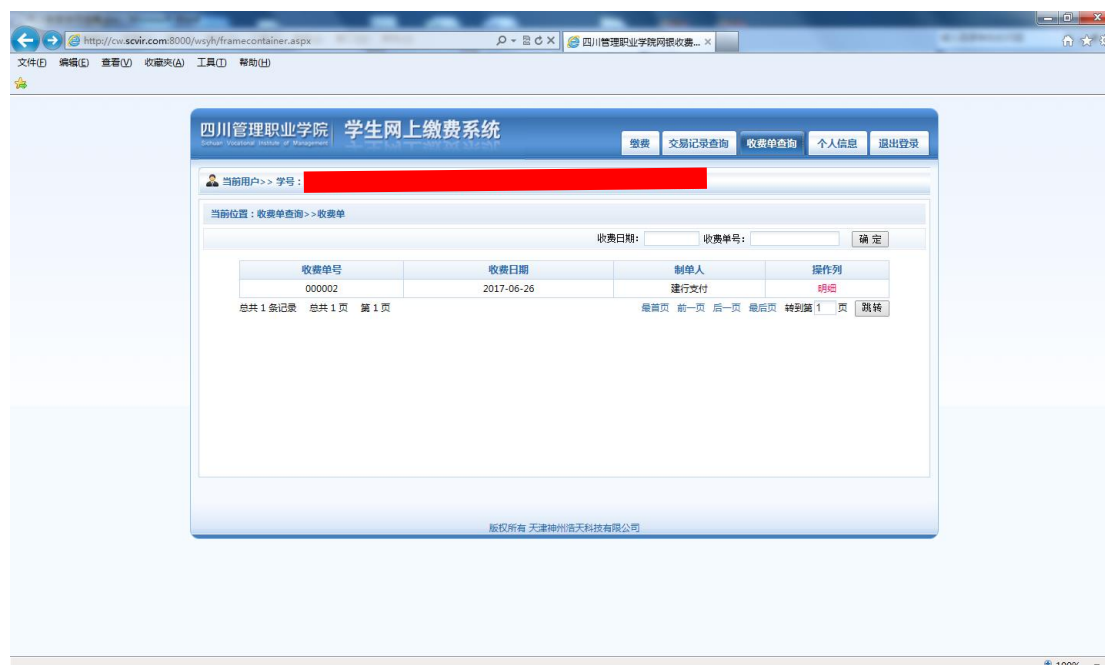 http://cw.scvir.com:8000/wsyh/framecontainer.aspx
四川管理职业学院网银收费... ×
文件(F) 编辑(E) 查看(V) 收藏夹(A) 工具(T) 帮助(H)
四川管理职业学院 学生网上缴费系统
Sichuan Vocational Institute of Management
缴费 交易记录查询 收费单查询 个人信息 退出登录
当前用户>> 学号：
当前位置：收费单查询>>收费单
收费日期： 收费单号： 确 定
收费单号 收费日期 制单人 操作列
000002 2017-06-26 建行支付 明细
总共 1 条记录 总共 1 页 第 1 页 最首页 前一页 后一页 最后页 转到第 1 页 跳 转
版权所有 天津神州浩天科技有限公司
100%